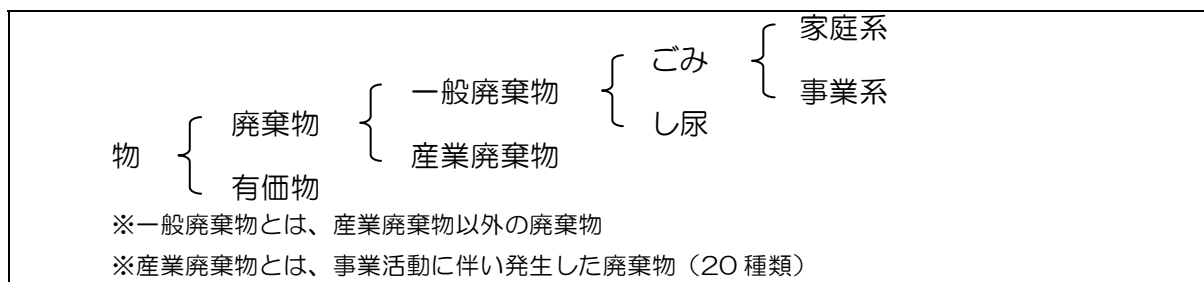 家庭系
ごみ
一般廃棄物
事業系
廃棄物
し尿
物
産業廃棄物
有価物
※一般廃棄物とは、産業廃棄物以外の廃棄物
※産業廃棄物とは、事業活動に伴い発生した廃棄物(20種類)